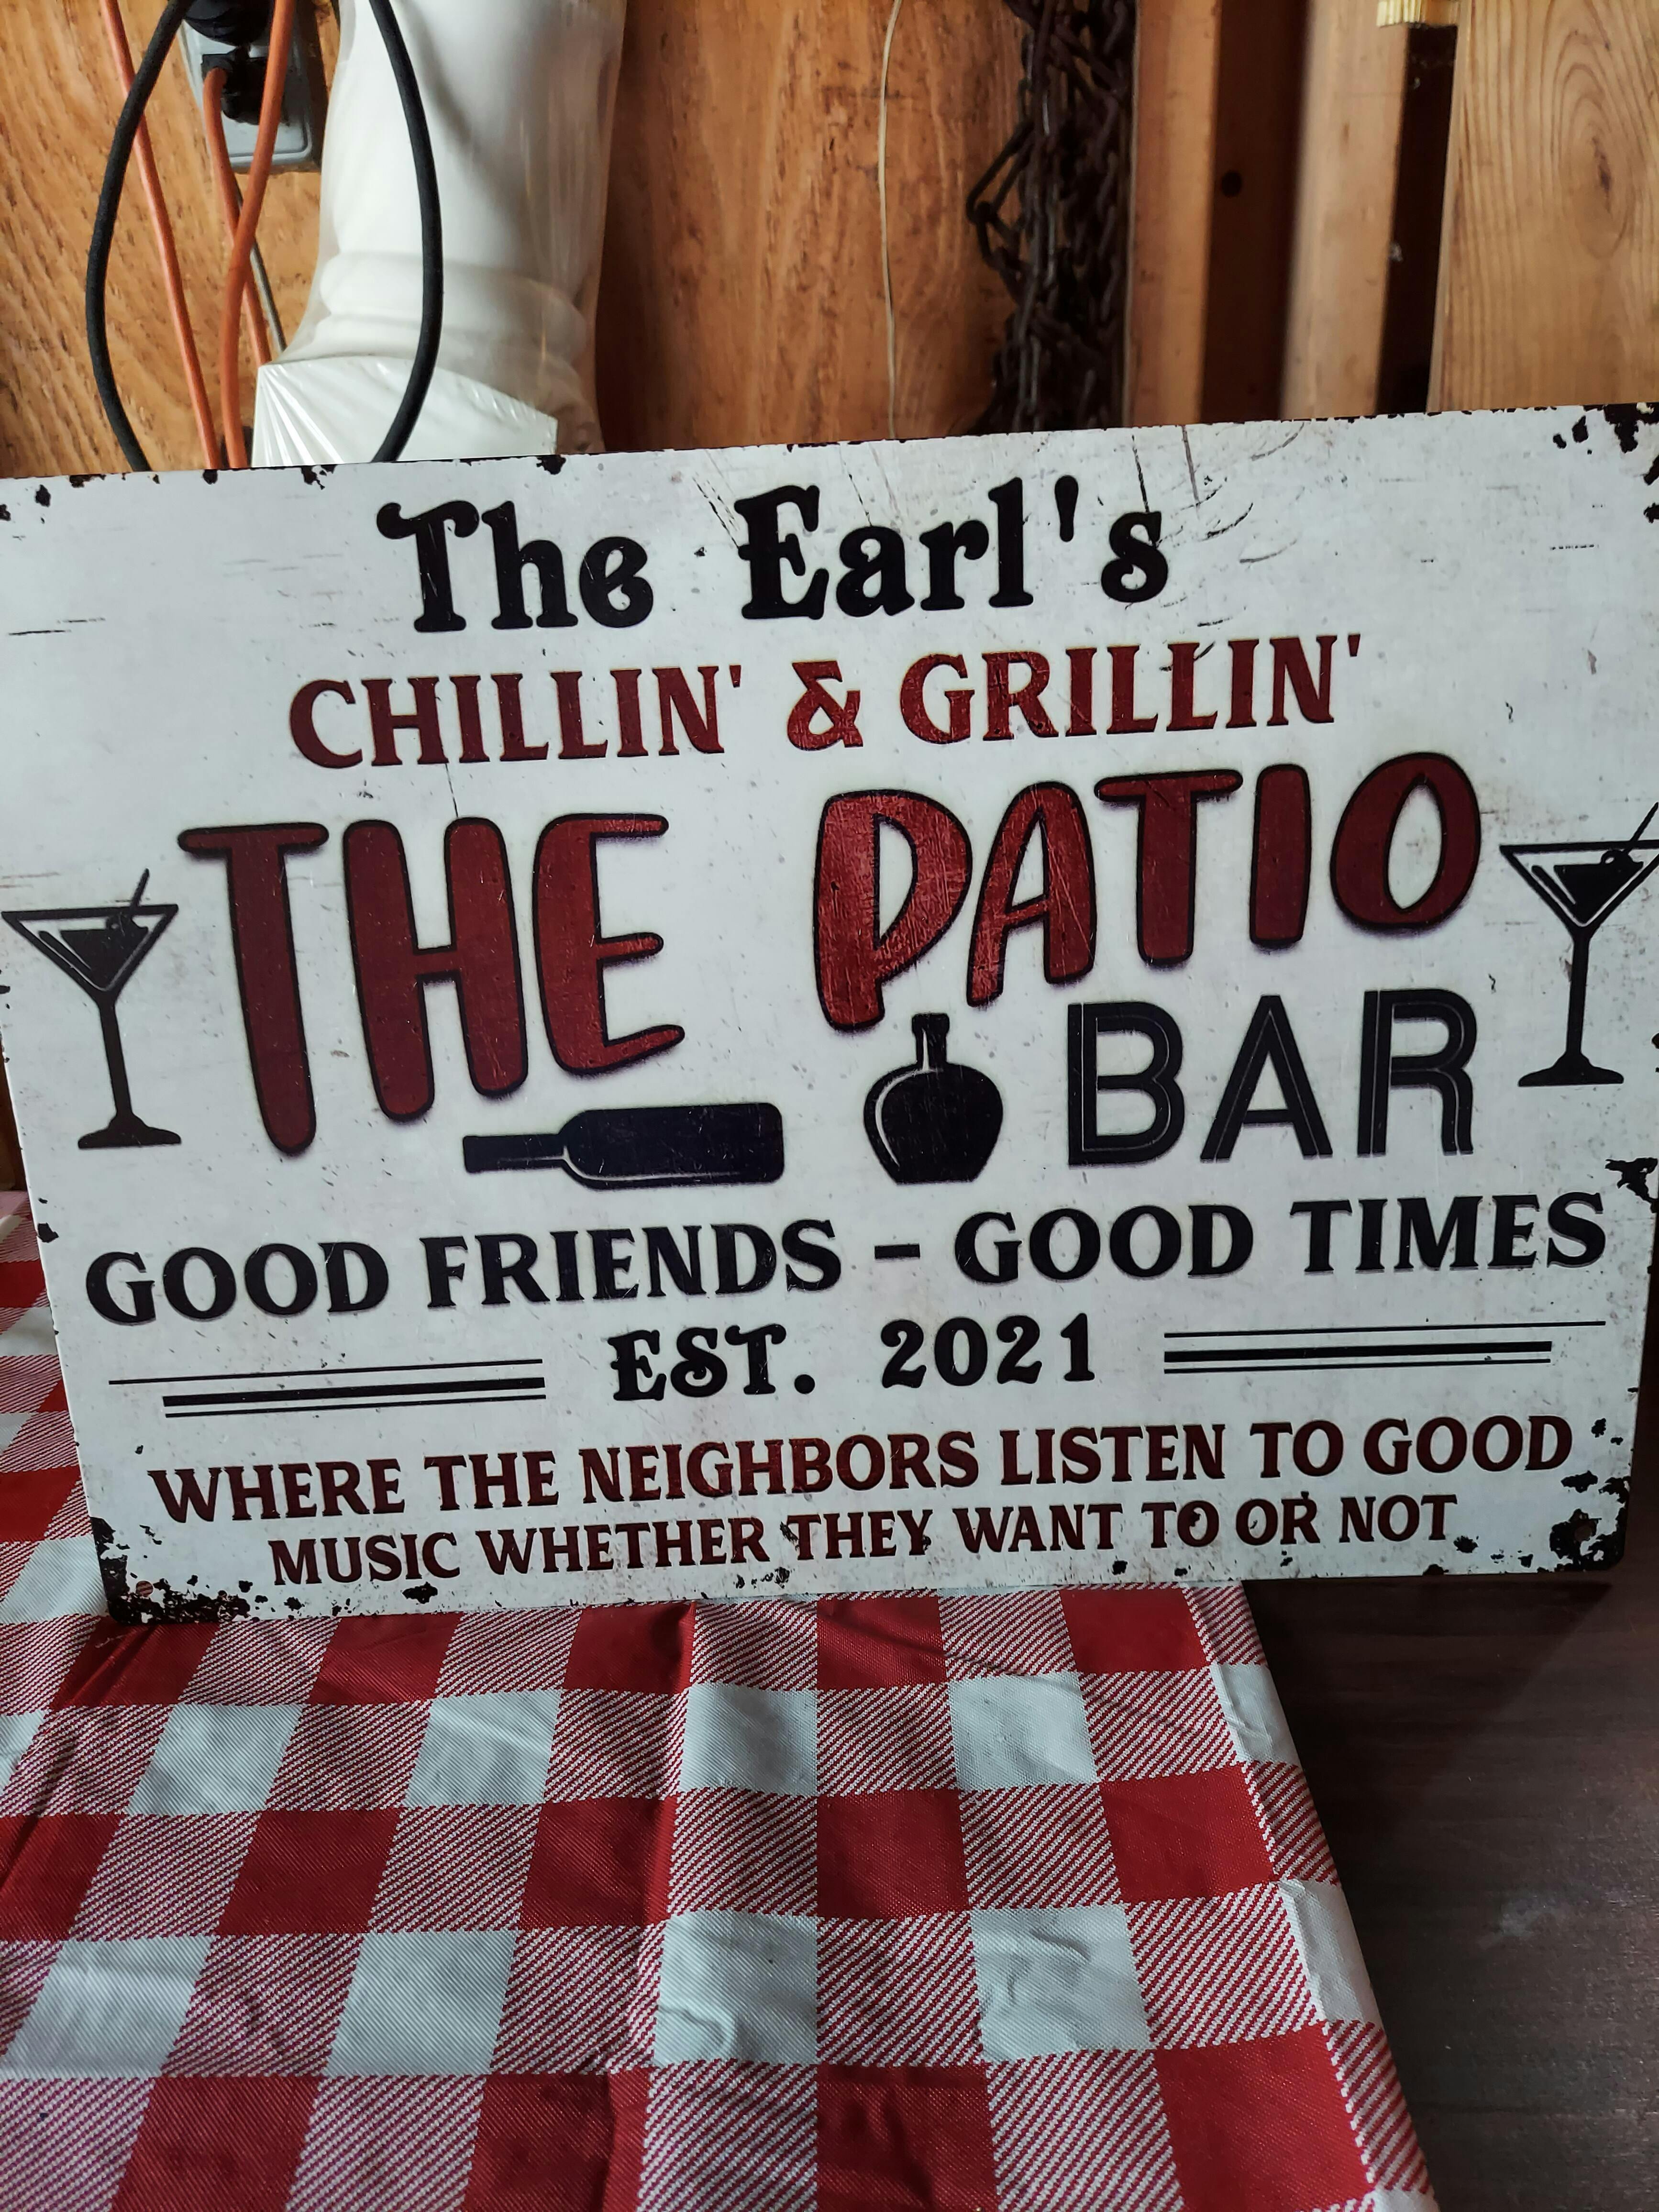 The Earl's
CHILLIN' & GRILLIN'
THE PATIO
BAR
GOOD FRIENDS – GOOD TIMES
EST. 2021
WHERE THE NEIGHBORS LISTEN TO GOOD
MUSIC WHETHER THEY WANT TO OR NOT